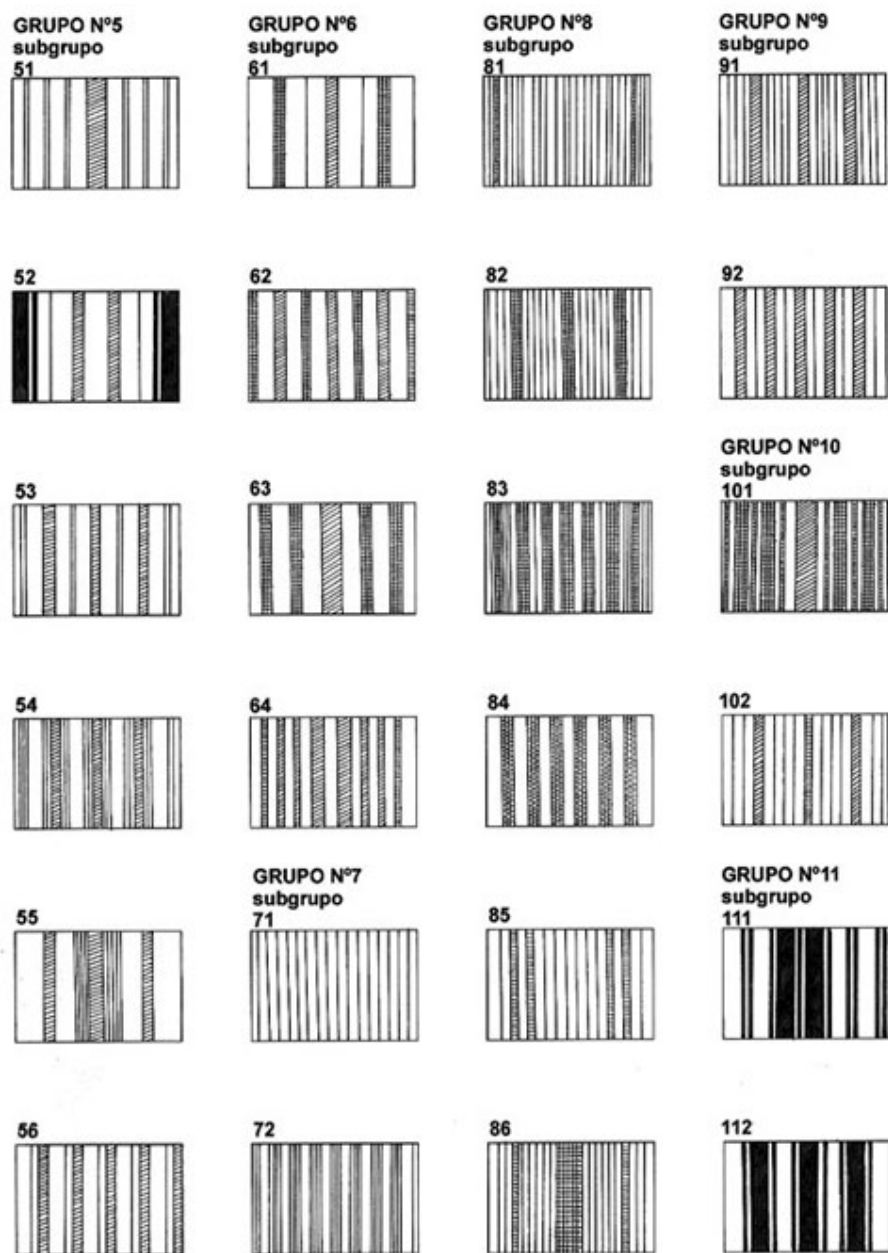 GRUPO Nº5
subgrupo
51
52
53
54
55
56
GRUPO Nº6
subgrupo
61
62
63
64
GRUPO Nº7
subgrupo
71
72
GRUPO Nº8
subgrupo
81
82
83
84
85
86
GRUPO Nº9
subgrupo
91
92
GRUPO Nº10
subgrupo
101
102
GRUPO Nº11
subgrupo
111
112